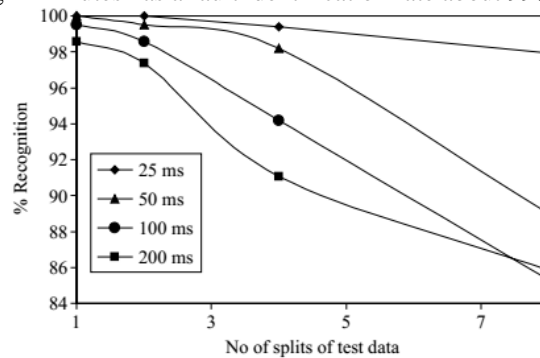 100
98
96
94
92
90
88
86
84
% Recognition
25 ms
50 ms
100 ms
200 ms
1 3 5 7
No of splits of test data